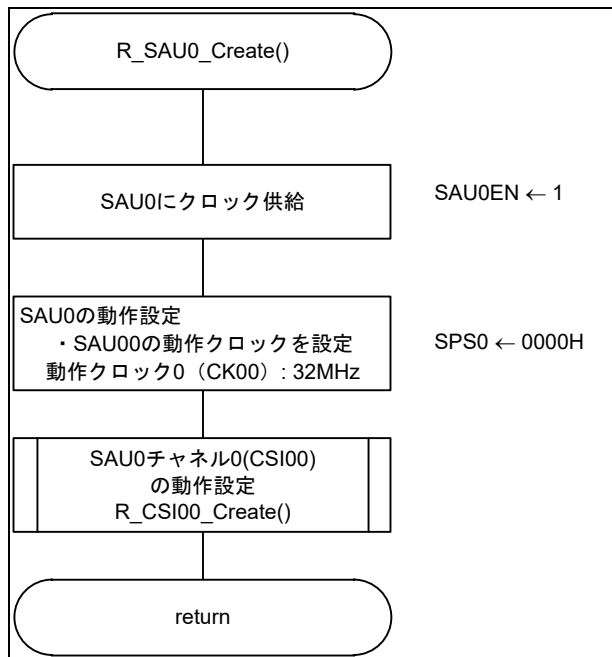 R_SAU0_Create()
SAU0にクロック供給
SAU0EN ← 1
SAU0の動作設定
・SAU00の動作クロックを設定
動作クロック0（CK00）: 32MHz
SPS0 ← 0000H
SAU0チャネル0(CSI00)
の動作設定
R_CSI00_Create()
return